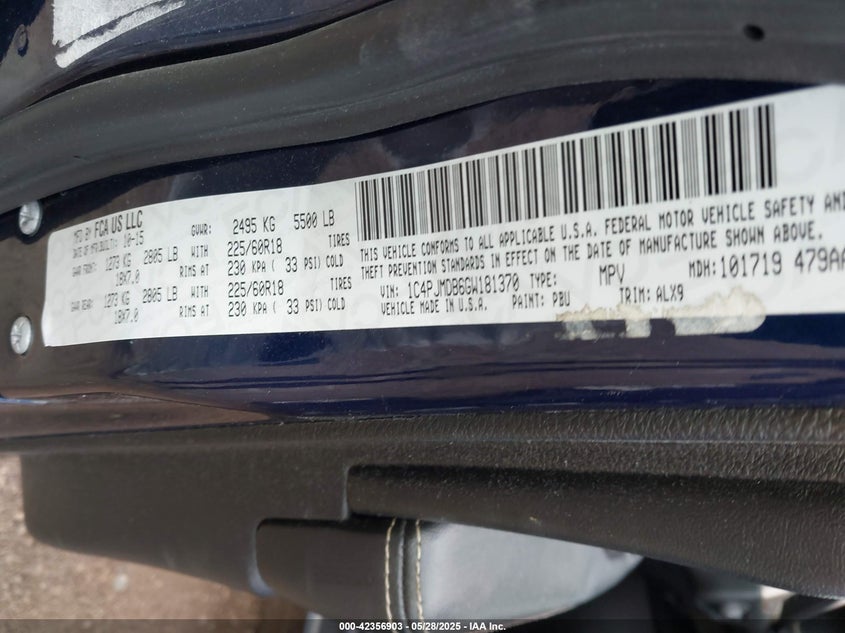 MFD BY FCA US LLC
DATE OF MFR(BUILT): 10-15
GVWR: 2495 KG 5500 LB
GAWR FRONT: 1273 KG 2805 LB WITH 225/60R18 TIRES
18X7.0 RIMS AT 230 KPA ( 33 PSI) COLD
GAWR REAR: 1273 KG 2805 LB WITH 225/60R18 TIRES
18X7.0 RIMS AT 230 KPA ( 33 PSI) COLD
THIS VEHICLE CONFORMS TO ALL APPLICABLE U.S.A. FEDERAL MOTOR VEHICLE SAFETY AND
THEFT PREVENTION STANDARDS IN EFFECT ON THE DATE OF MANUFACTURE SHOWN ABOVE.
VIN: 1C4PJMDB6GW181370 TYPE: MPV MDH:101719 479AA
VEHICLE MADE IN U.S.A. PAINT: PBU TRIM: ALX9
000-42356903 - 05/28/2025 - IAA Inc.